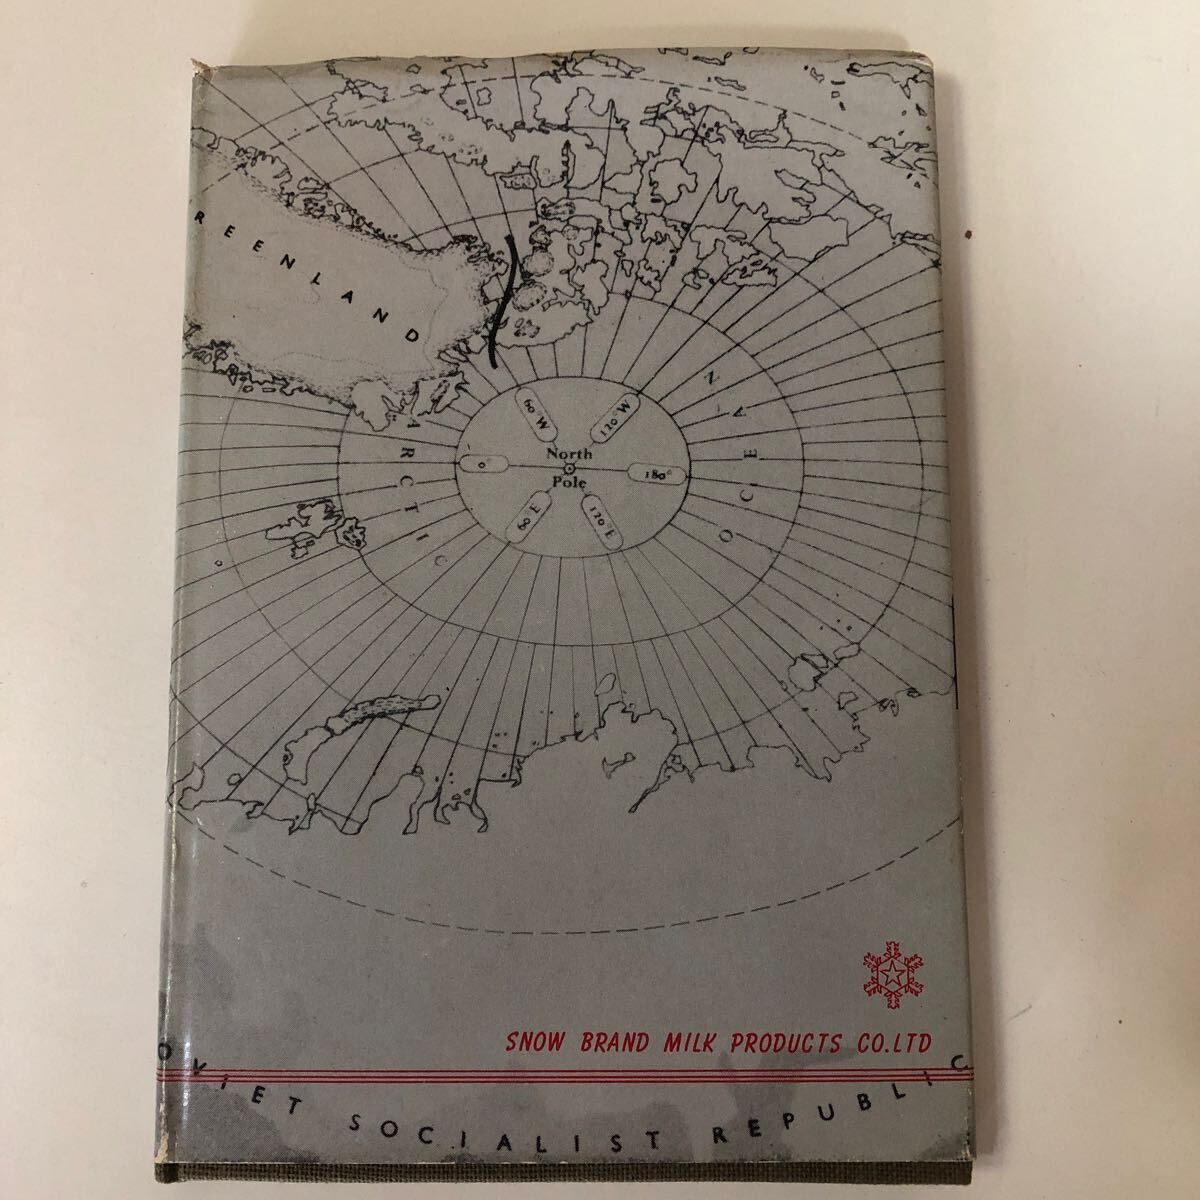 REENLAND
ARCTIC
OCEAN
60°W
120°W
North
0°
180°
Pole
60°E
120°E
SNOW BRAND MILK PRODUCTS CO.LTD
OVIET SOCIALIST REPUBLIC